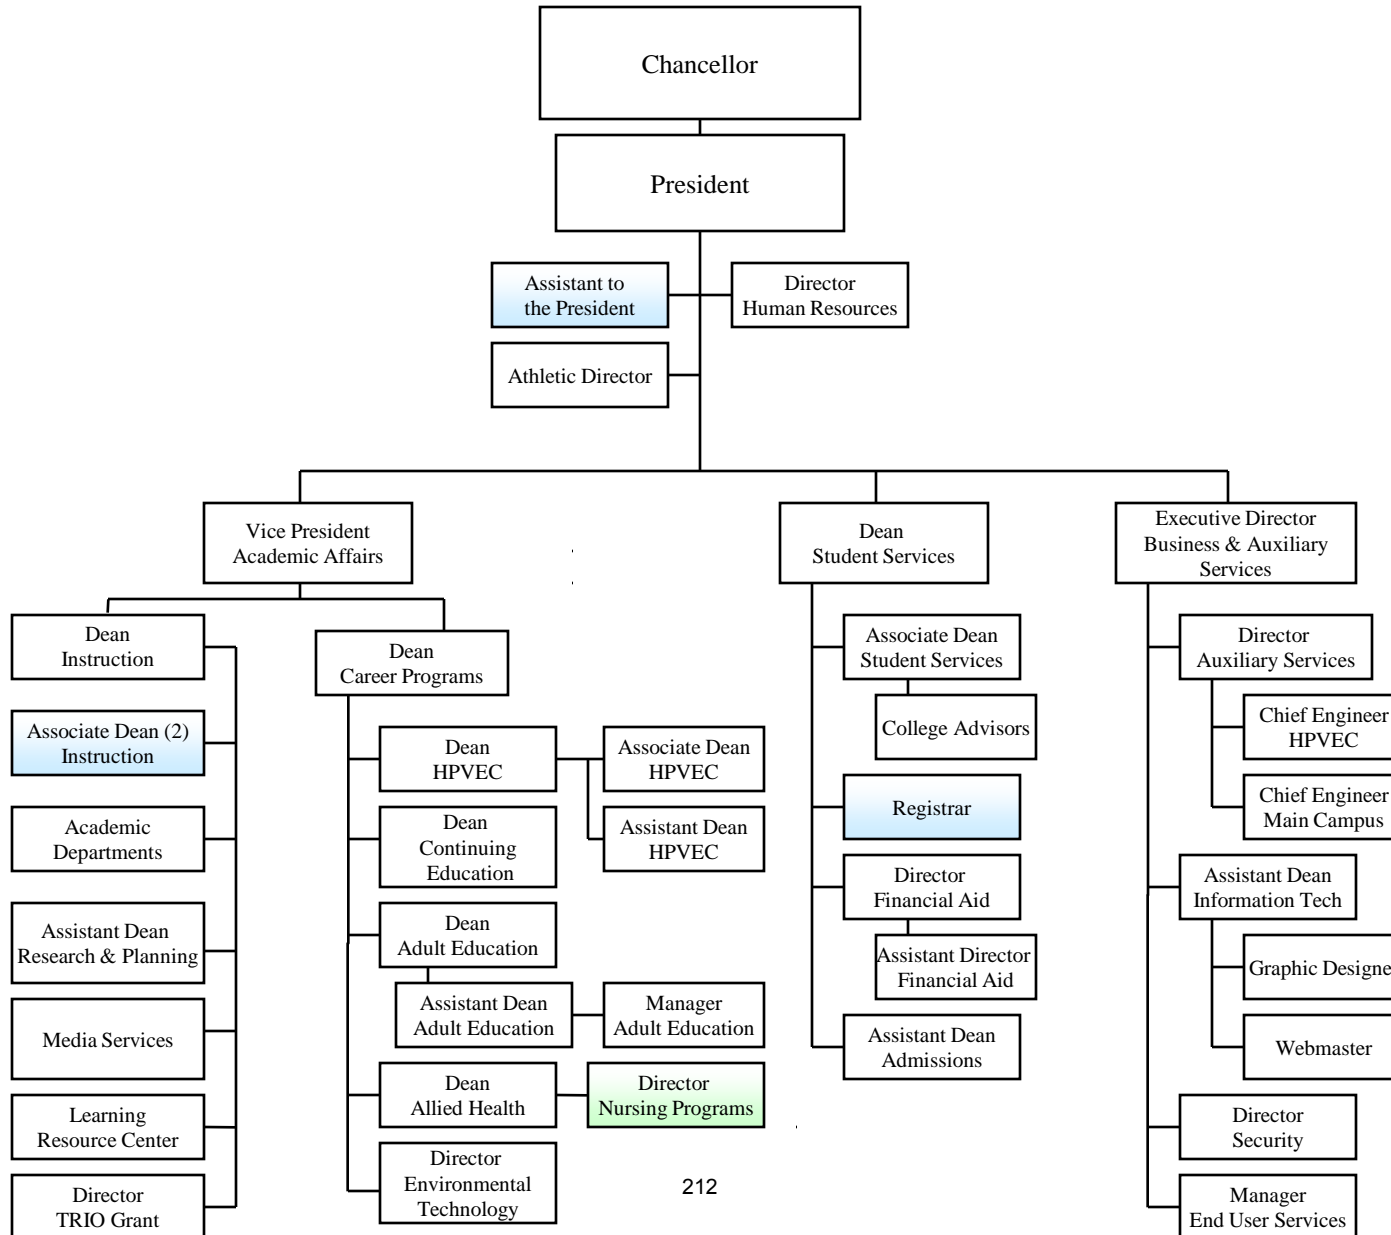 Chancellor
President
Assistant to
the President
Director
Human Resources
Athletic Director
Vice President
Academic Affairs
Dean
Student Services
Executive Director
Business & Auxiliary
Services
Dean
Instruction
Associate Dean (2)
Instruction
Academic
Departments
Assistant Dean
Research & Planning
Media Services
Learning
Resource Center
Director
TRIO Grant
Dean
Career Programs
Dean
HPVEC
Associate Dean
HPVEC
Assistant Dean
HPVEC
Dean
Continuing
Education
Dean
Adult Education
Assistant Dean
Adult Education
Manager
Adult Education
Dean
Allied Health
Director
Nursing Programs
Director
Environmental
Technology
Associate Dean
Student Services
College Advisors
Registrar
Director
Financial Aid
Assistant Director
Financial Aid
Assistant Dean
Admissions
Director
Auxiliary Services
Chief Engineer
HPVEC
Chief Engineer
Main Campus
Assistant Dean
Information Tech
Graphic Designe
Webmaster
Director
Security
Manager
End User Services
212